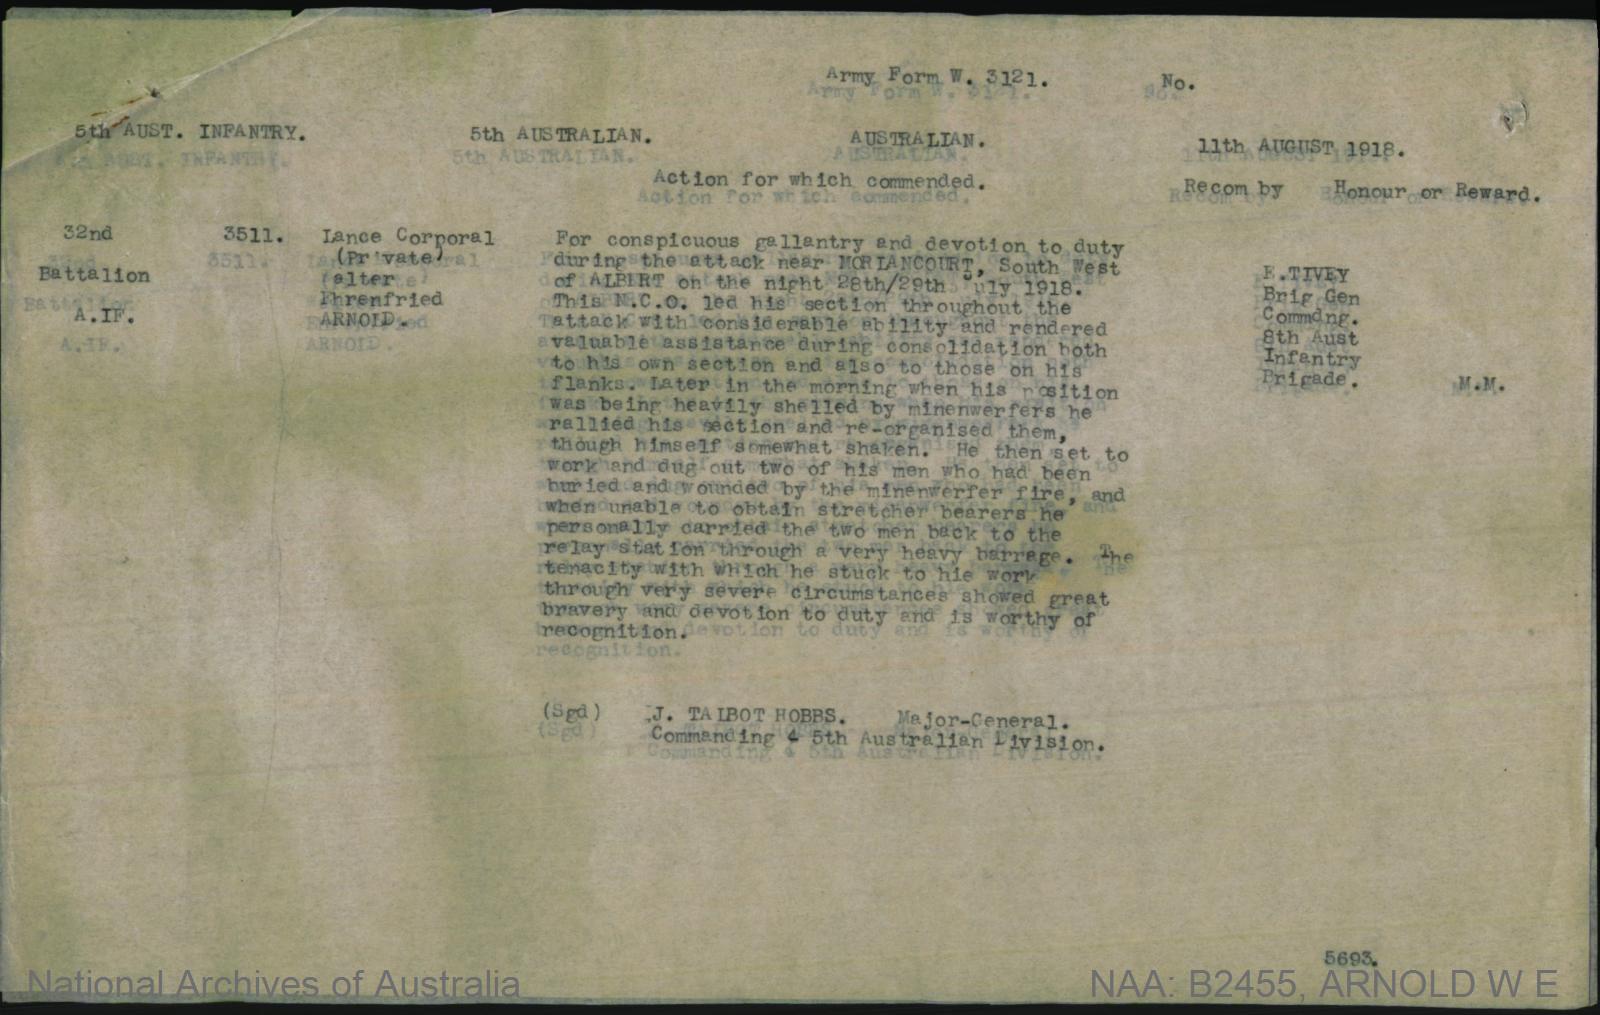 Army Form W. 3121. No.
5th AUST. INFANTRY. 5th AUSTRALIAN. AUSTRALIAN. 11th AUGUST 1918.
Action for which commended. Recom by Honour or Reward.
32nd
Battalion
A.IF.
3511.
Lance Corporal
(Pr'vate)
alter
Ehrenfried
ARNOLD.
For conspicuous gallantry and devotion to duty
during the attack near MORLANCOURT, South West
of ALBERT on the night 28th/29th uly 1918.
This N.C.O. led his section throughout the
attack with considerable ability and rendered
valuable assistance during consolidation both
to his own section and also to those on his
flanks. Later in the morning when his position
was being heavily shelled by minenwerfers he
rallied his section and re-organised them,
though himself somewhat shaken. He then set to
work and dug out two of his men who had been
buried and wounded by the minenwerfer fire, and
when unable to obtain stretcher bearers he
personally carried the two men back to the
relay station through a very heavy barrage. The
tenacity with which he stuck to hie work
through very severe circumstances showed great
bravery and devotion to duty and is worthy of
recognition.
E.TIVEY
Brig Gen
Commdng.
8th Aust
Infantry
Brigade.
M.M.
(Sgd) J. TALBOT HOBBS. Major-General.
Commanding & 5th Australian Division.
5693.
National Archives of Australia NAA: B2455, ARNOLD W E